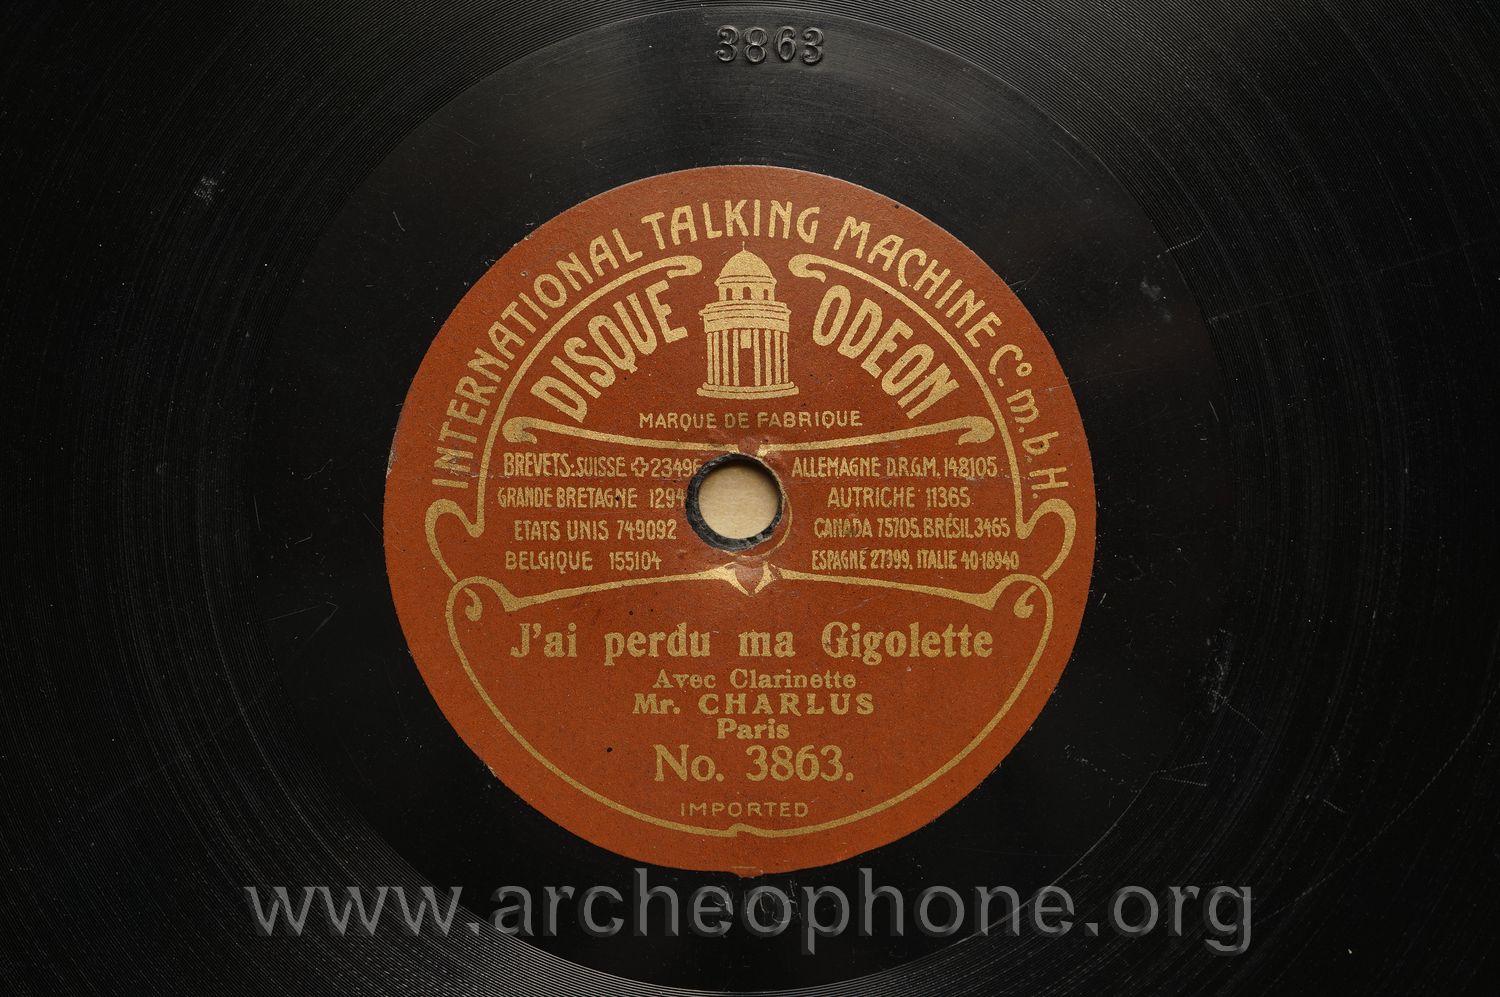 3863
INTERNATIONAL TALKING MACHINE Co. m. b. H.
DISQUE ODEON
MARQUE DE FABRIQUE
BREVETS: SUISSE 23496 ALLEMAGNE D.R.G.M. 148105
GRANDE BRETAGNE 1294 AUTRICHE 11365
ETATS UNIS 749092 CANADA 75705. BRÉSIL 3465
BELGIQUE 155104 ESPAGNE 27399. ITALIE 40-18940
J'ai perdu ma Gigolette
Avec Clarinette
Mr. CHARLUS
Paris
No. 3863.
IMPORTED
www.archeophone.org